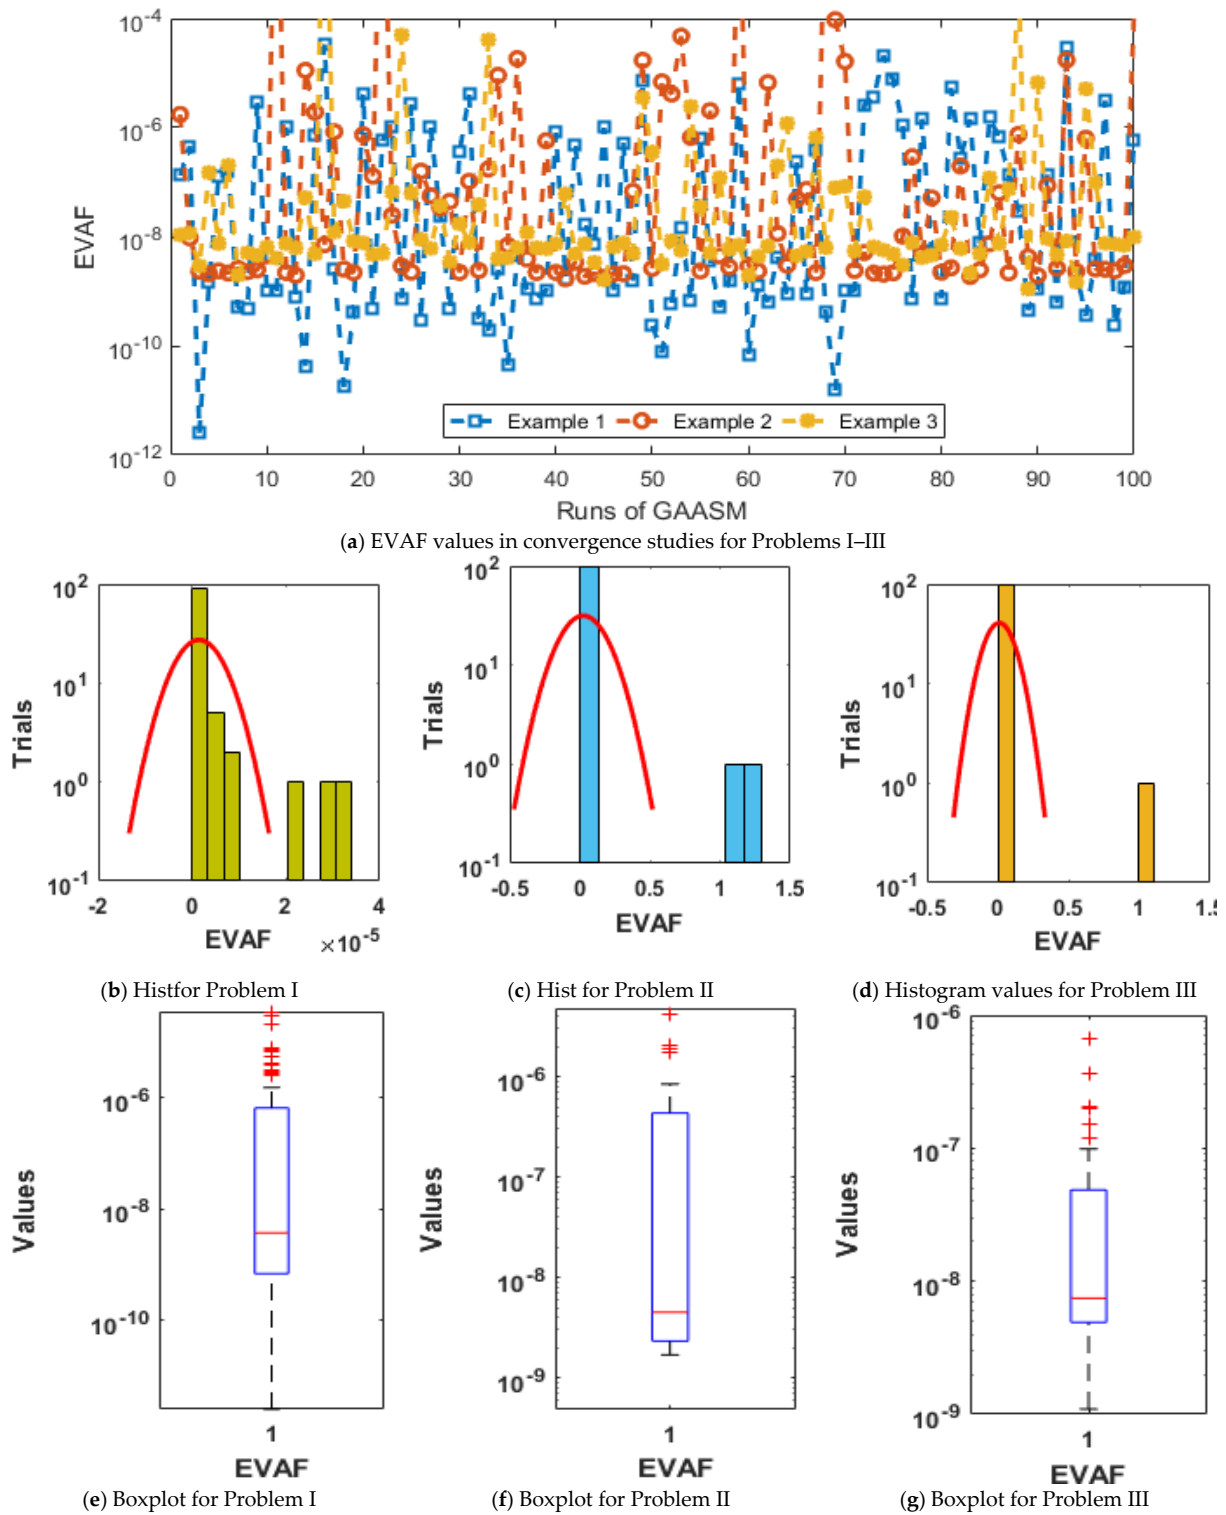 10-4
10-6
10-8
10-10
10-12
EVAF
0 10 20 30 40 50 60 70 80 90 100
Example 1 Example 2 Example 3
Runs of GAASM
(a) EVAF values in convergence studies for Problems I–III
10^2
10^1
10^0
10^-1
Trials
-2 0 2 4
×10^-5
EVAF
(b) Histfor Problem I
10^2
10^1
10^0
10^-1
Trials
-0.5 0 0.5 1 1.5
EVAF
(c) Hist for Problem II
10^2
10^1
10^0
10^-1
Trials
-0.5 0 0.5 1 1.5
EVAF
(d) Histogram values for Problem III
10^-6
10^-8
10^-10
Values
1
EVAF
(e) Boxplot for Problem I
10^-6
10^-7
10^-8
10^-9
Values
1
EVAF
(f) Boxplot for Problem II
10^-6
10^-7
10^-8
10^-9
Values
1
EVAF
(g) Boxplot for Problem III